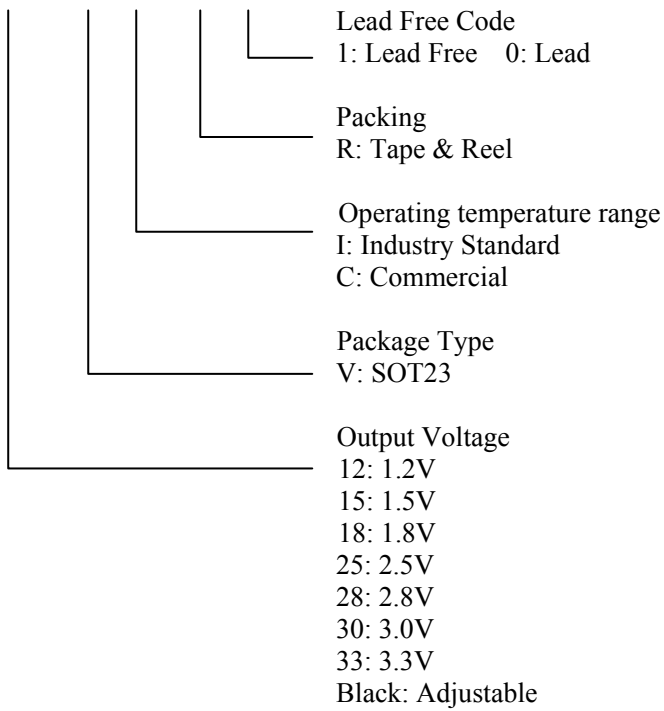 Lead Free Code
1: Lead Free 0: Lead
Packing
R: Tape & Reel
Operating temperature range
I: Industry Standard
C: Commercial
Package Type
V: SOT23
Output Voltage
12: 1.2V
15: 1.5V
18: 1.8V
25: 2.5V
28: 2.8V
30: 3.0V
33: 3.3V
Black: Adjustable